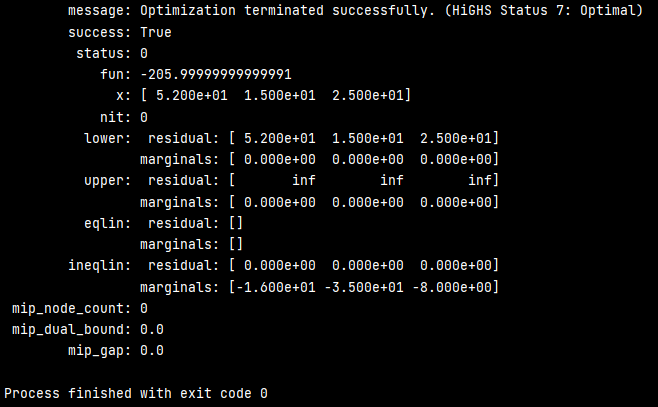 message: Optimization terminated successfully. (HiGHS Status 7: Optimal)
success: True
status: 0
fun: -205.99999999999991
x: [ 5.200e+01 1.500e+01 2.500e+01]
nit: 0
lower: residual: [ 5.200e+01 1.500e+01 2.500e+01]
marginals: [ 0.000e+00 0.000e+00 0.000e+00]
upper: residual: [ inf inf inf]
marginals: [ 0.000e+00 0.000e+00 0.000e+00]
eqlin: residual: []
marginals: []
ineqlin: residual: [ 0.000e+00 0.000e+00 0.000e+00]
marginals: [-1.600e+01 -3.500e+01 -8.000e+00]
mip_node_count: 0
mip_dual_bound: 0.0
mip_gap: 0.0
Process finished with exit code 0